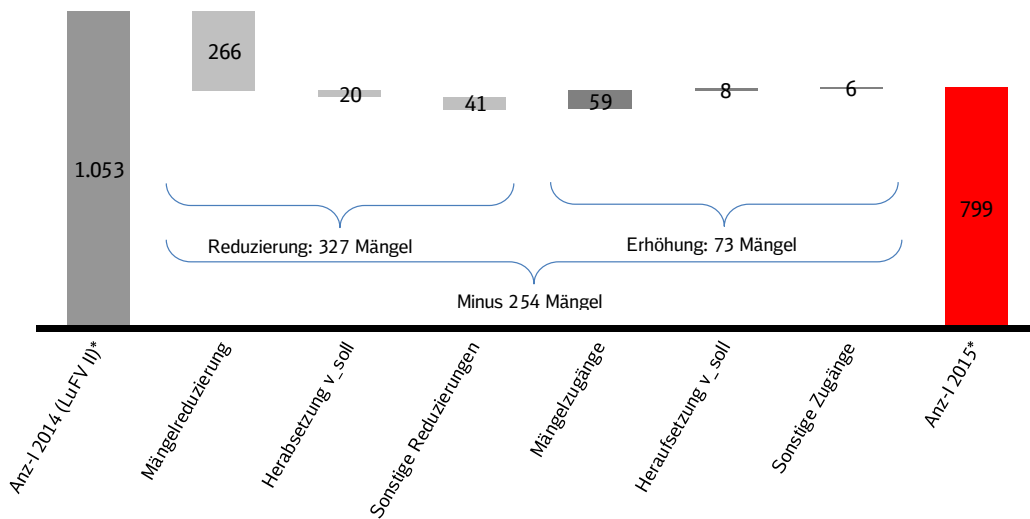 266
20
41
59
8
6
1.053
799
Reduzierung: 327 Mängel
Erhöhung: 73 Mängel
Minus 254 Mängel
Anz-I 2014 (LuFV II)*
Mängelreduzierung
Herabsetzung v_soll
Sonstige Reduzierungen
Mängelzugänge
Heraufsetzung v_soll
Sonstige Zugänge
Anz-I 2015*